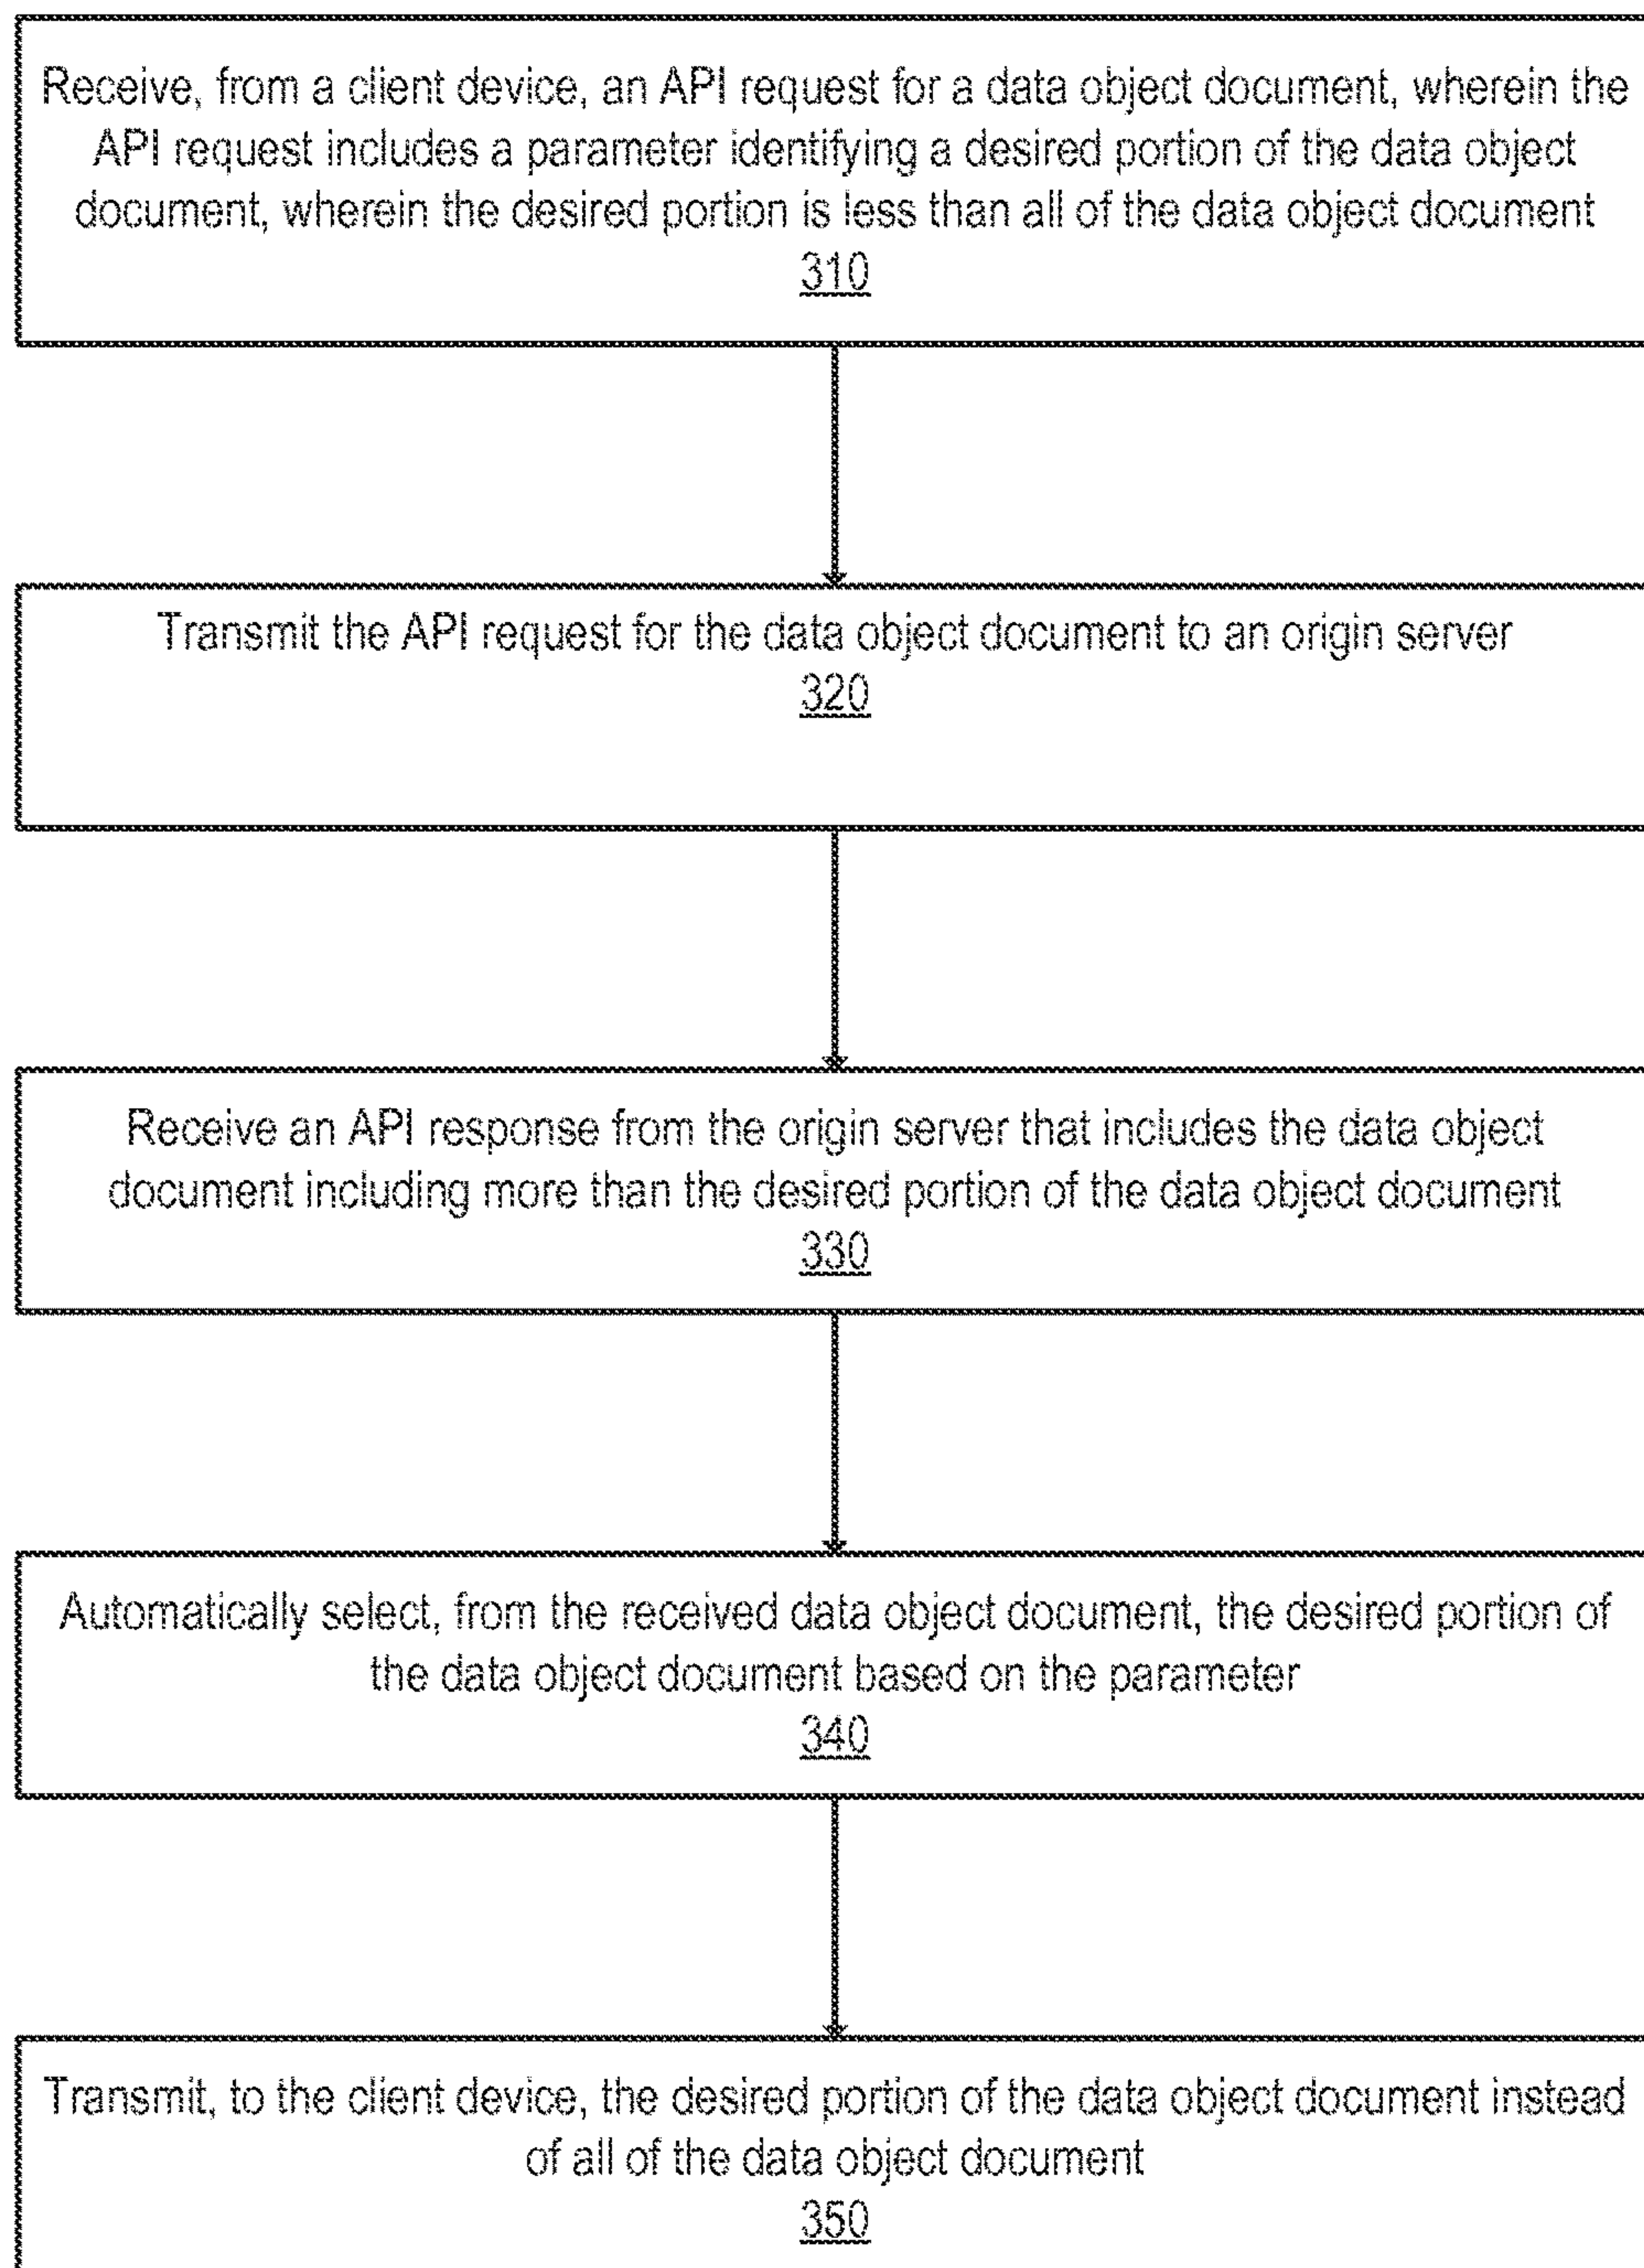 Receive, from a client device, an API request for a data object document, wherein the
API request includes a parameter identifying a desired portion of the data object
document, wherein the desired portion is less than all of the data object document
310
Transmit the API request for the data object document to an origin server
320
Receive an API response from the origin server that includes the data object
document including more than the desired portion of the data object document
330
Automatically select, from the received data object document, the desired portion of
the data object document based on the parameter
340
Transmit, to the client device, the desired portion of the data object document instead
of all of the data object document
350